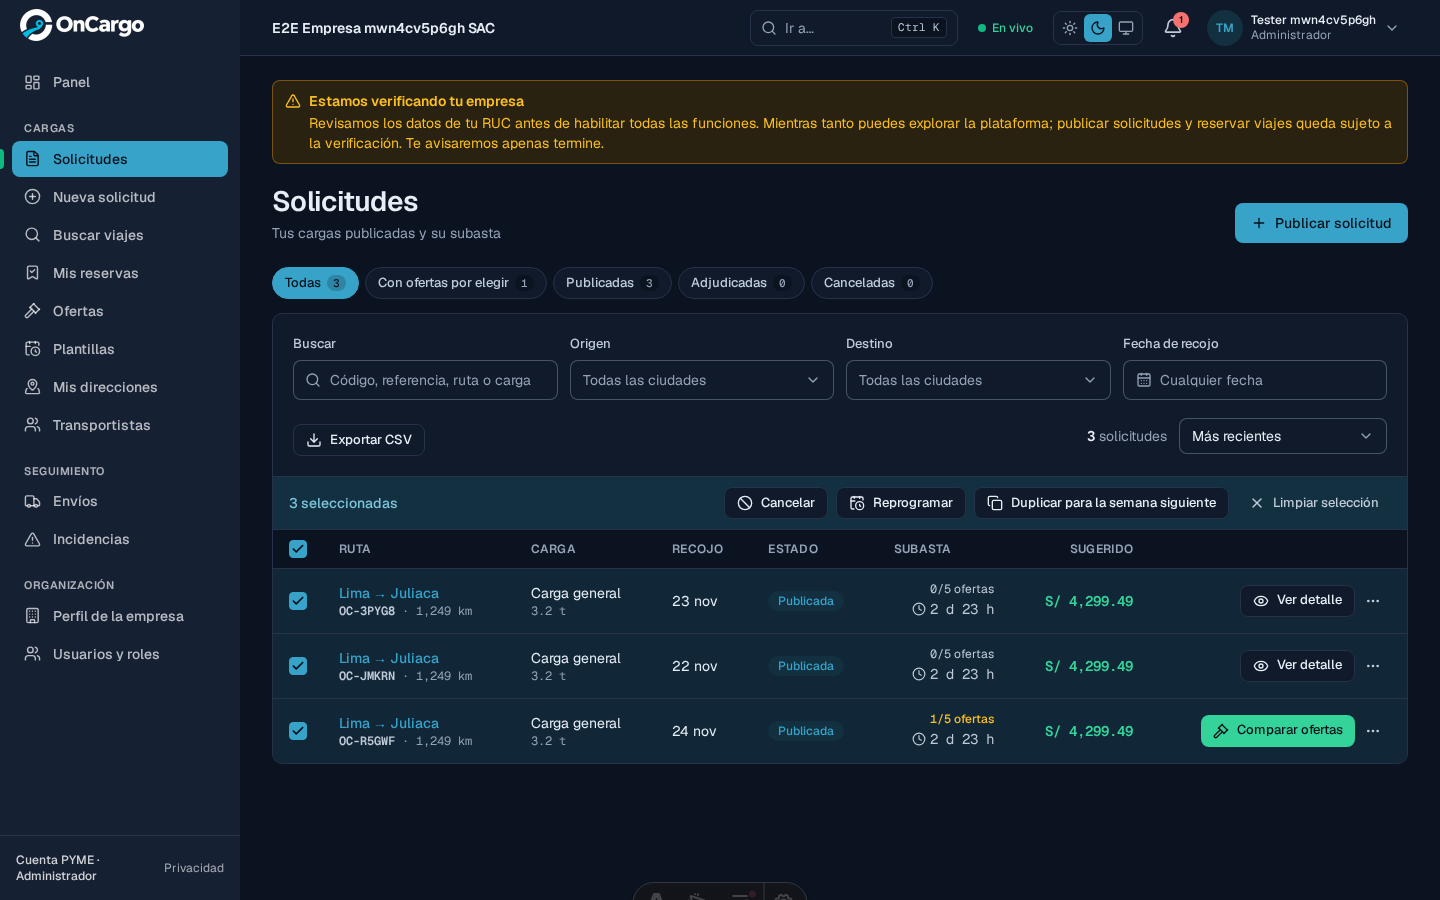 OnCargo
E2E Empresa mwn4cv5p6gh SAC
Ir a...
Ctrl K
En vivo
1
TM
Tester mwn4cv5p6gh
Administrador
Panel
CARGAS
Solicitudes
Nueva solicitud
Buscar viajes
Mis reservas
Ofertas
Plantillas
Mis direcciones
Transportistas
SEGUIMIENTO
Envíos
Incidencias
ORGANIZACIÓN
Perfil de la empresa
Usuarios y roles
Cuenta PYME ·
Administrador
Privacidad
Estamos verificando tu empresa
Revisamos los datos de tu RUC antes de habilitar todas las funciones. Mientras tanto puedes explorar la plataforma; publicar solicitudes y reservar viajes queda sujeto a
la verificación. Te avisaremos apenas termine.
Solicitudes
Tus cargas publicadas y su subasta
Publicar solicitud
Todas 3
Con ofertas por elegir 1
Publicadas 3
Adjudicadas 0
Canceladas 0
Buscar
Origen
Destino
Fecha de recojo
Código, referencia, ruta o carga
Todas las ciudades
Todas las ciudades
Cualquier fecha
Exportar CSV
3 solicitudes
Más recientes
3 seleccionadas
Cancelar
Reprogramar
Duplicar para la semana siguiente
Limpiar selección
RUTA CARGA RECOJO ESTADO SUBASTA SUGERIDO
Lima → Juliaca
OC-3PYG8 · 1,249 km
Carga general
3.2 t
23 nov
Publicada
0/5 ofertas
2 d 23 h
S/ 4,299.49
Ver detalle
Lima → Juliaca
OC-JMKRN · 1,249 km
Carga general
3.2 t
22 nov
Publicada
0/5 ofertas
2 d 23 h
S/ 4,299.49
Ver detalle
Lima → Juliaca
OC-R5GWF · 1,249 km
Carga general
3.2 t
24 nov
Publicada
1/5 ofertas
2 d 23 h
S/ 4,299.49
Comparar ofertas